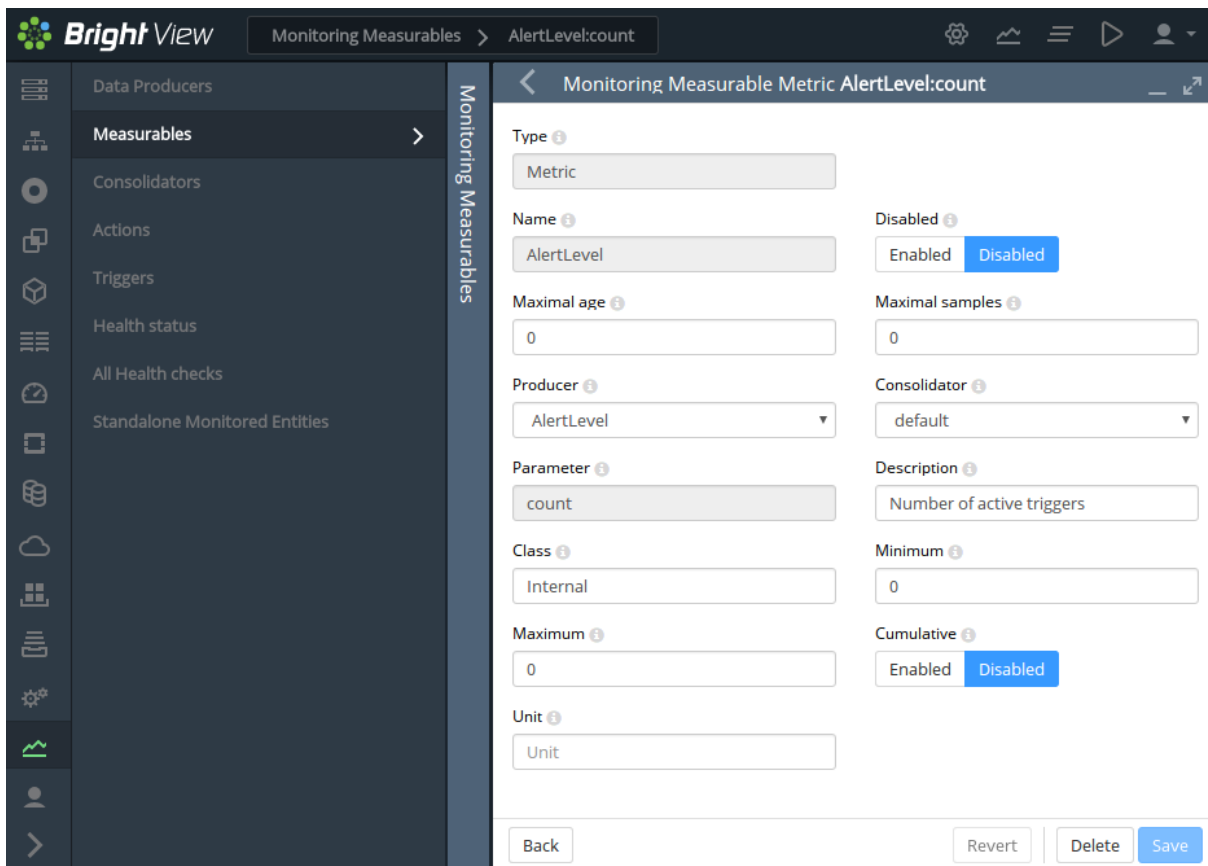 Bright View
Monitoring Measurables > AlertLevel:count
Data Producers
Measurables
Consolidators
Actions
Triggers
Health status
All Health checks
Standalone Monitored Entities
Monitoring Measurables
Monitoring Measurable Metric AlertLevel:count
Type
Metric
Name Disabled
AlertLevel Enabled Disabled
Maximal age Maximal samples
0 0
Producer Consolidator
AlertLevel default
Parameter Description
count Number of active triggers
Class Minimum
Internal 0
Maximum Cumulative
0 Enabled Disabled
Unit
Unit
Back Revert Delete Save